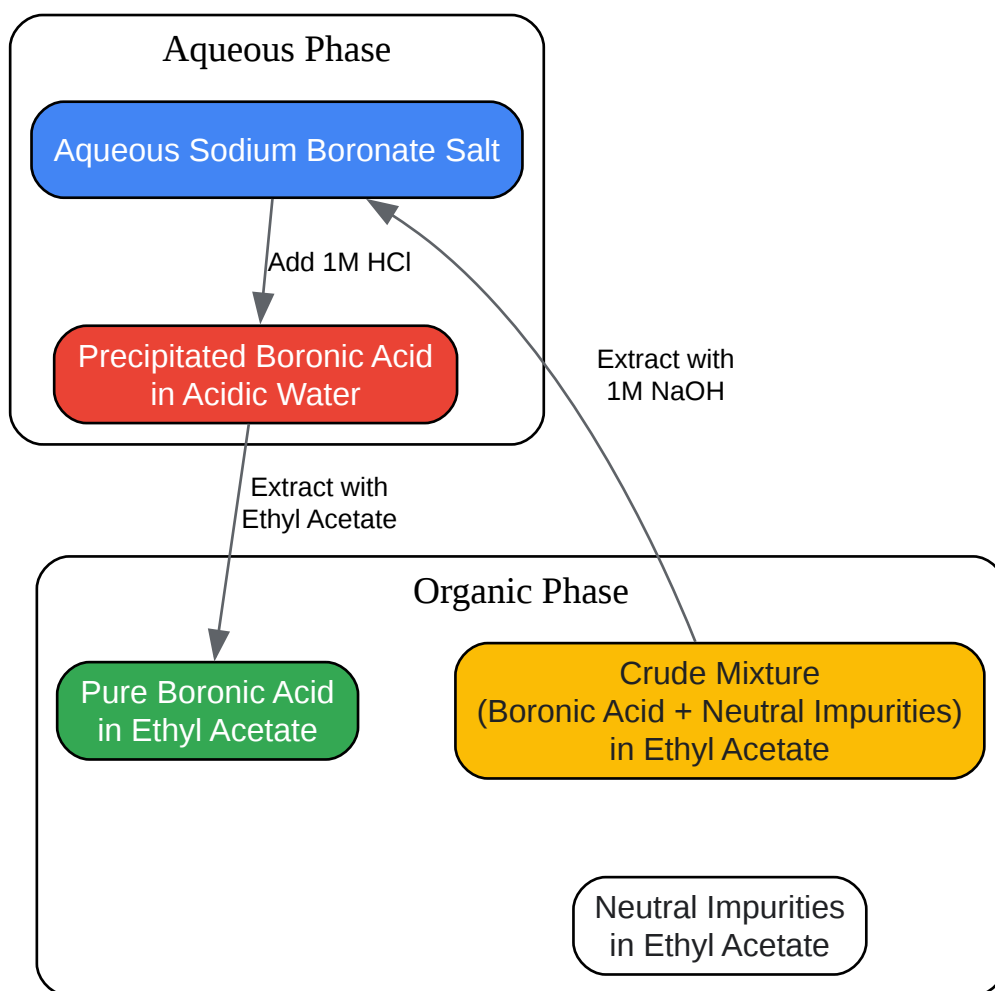 Aqueous Phase
Aqueous Sodium Boronate Salt
Add 1M HCl
Precipitated Boronic Acid
in Acidic Water
Extract with
1M NaOH
Extract with
Ethyl Acetate
Organic Phase
Pure Boronic Acid
in Ethyl Acetate
Crude Mixture
(Boronic Acid + Neutral Impurities)
in Ethyl Acetate
Neutral Impurities
in Ethyl Acetate